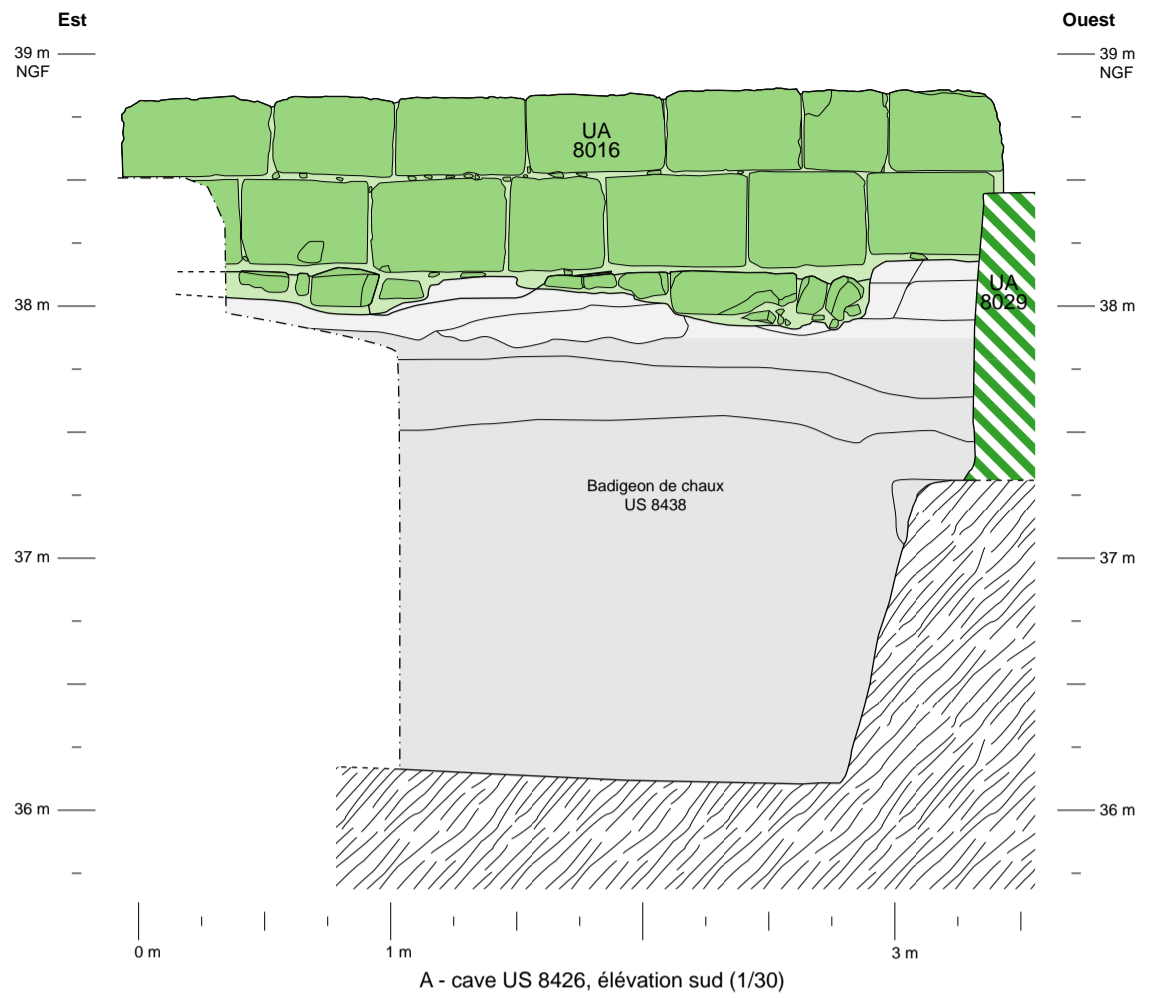 Est
Ouest
39 m
NGF
39 m
NGF
UA
8016
38 m
UA
8029
38 m
Badigeon de chaux
US 8438
37 m
37 m
36 m
36 m
0 m
1 m
3 m
A - cave US 8426, élévation sud (1/30)